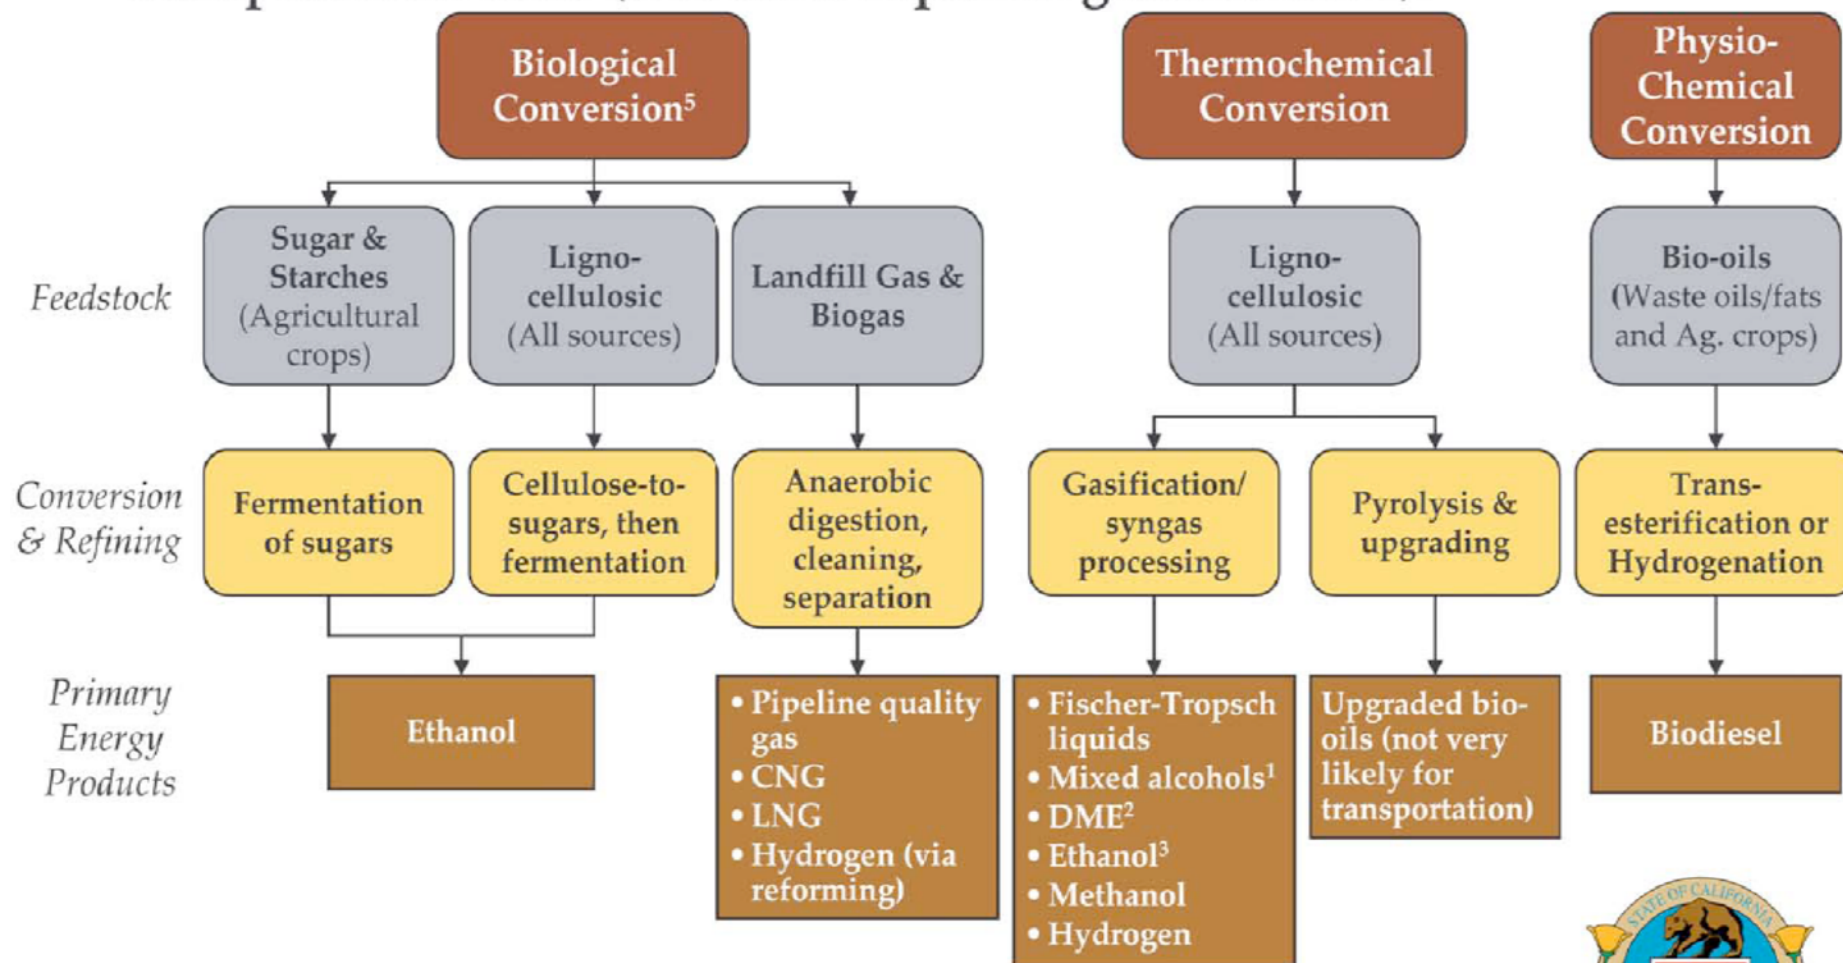 Biological
Conversion⁵
Thermochemical
Conversion
Physio-
Chemical
Conversion
Feedstock
Sugar &
Starches
(Agricultural
crops)
Ligno-
cellulosic
(All sources)
Landfill Gas &
Biogas
Ligno-
cellulosic
(All sources)
Bio-oils
(Waste oils/fats
and Ag. crops)
Conversion
& Refining
Fermentation
of sugars
Cellulose-to-
sugars, then
fermentation
Anaerobic
digestion,
cleaning,
separation
Gasification/
syngas
processing
Pyrolysis &
upgrading
Trans-
esterification or
Hydrogenation
Primary
Energy
Products
Ethanol
• Pipeline quality
gas
• CNG
• LNG
• Hydrogen (via
reforming)
• Fischer-Tropsch
liquids
• Mixed alcohols¹
• DME²
• Ethanol³
• Methanol
• Hydrogen
Upgraded bio-
oils (not very
likely for
transportation)
Biodiesel
STATE OF CALIFORNIA